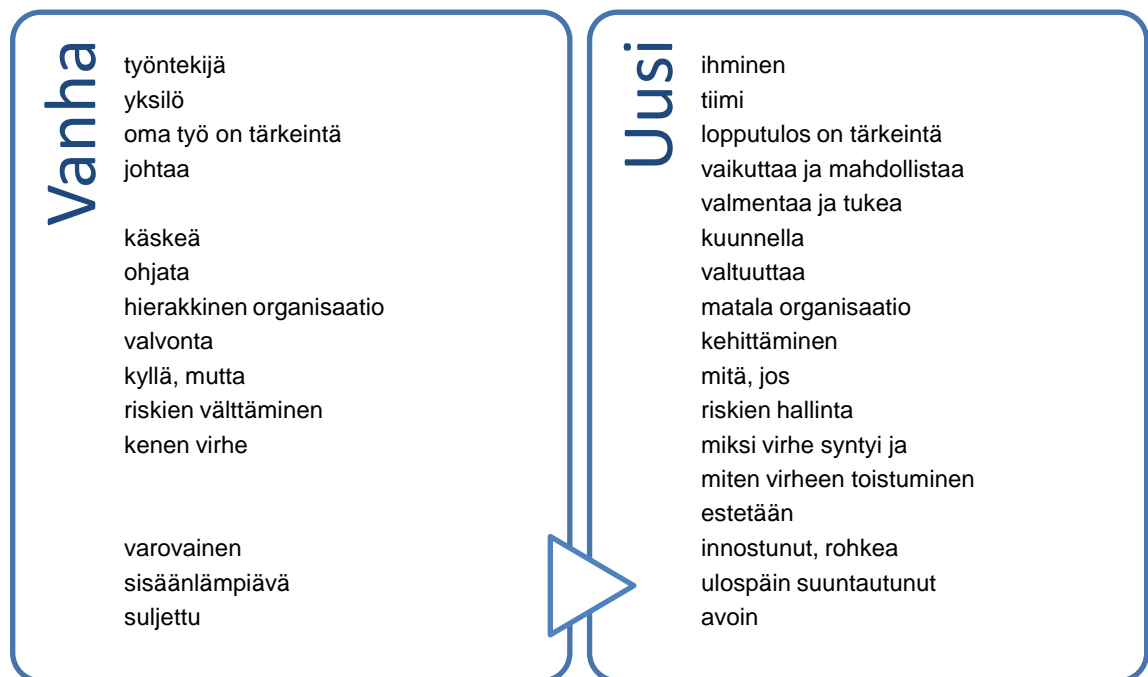 Vanha
työntekijä
yksilö
oma työ on tärkeintä
johtaa
käskeä
ohjata
hierakkinen organisaatio
valvonta
kyllä, mutta
riskien välttäminen
kenen virhe
varovainen
sisäänlämpiävä
suljettu
Uusi
ihminen
tiimi
lopputulos on tärkeintä
vaikuttaa ja mahdollistaa
valmentaa ja tukea
kuunnella
valtuuttaa
matala organisaatio
kehittäminen
mitä, jos
riskien hallinta
miksi virhe syntyi ja
miten virheen toistuminen
estetään
innostunut, rohkea
ulospäin suuntautunut
avoin